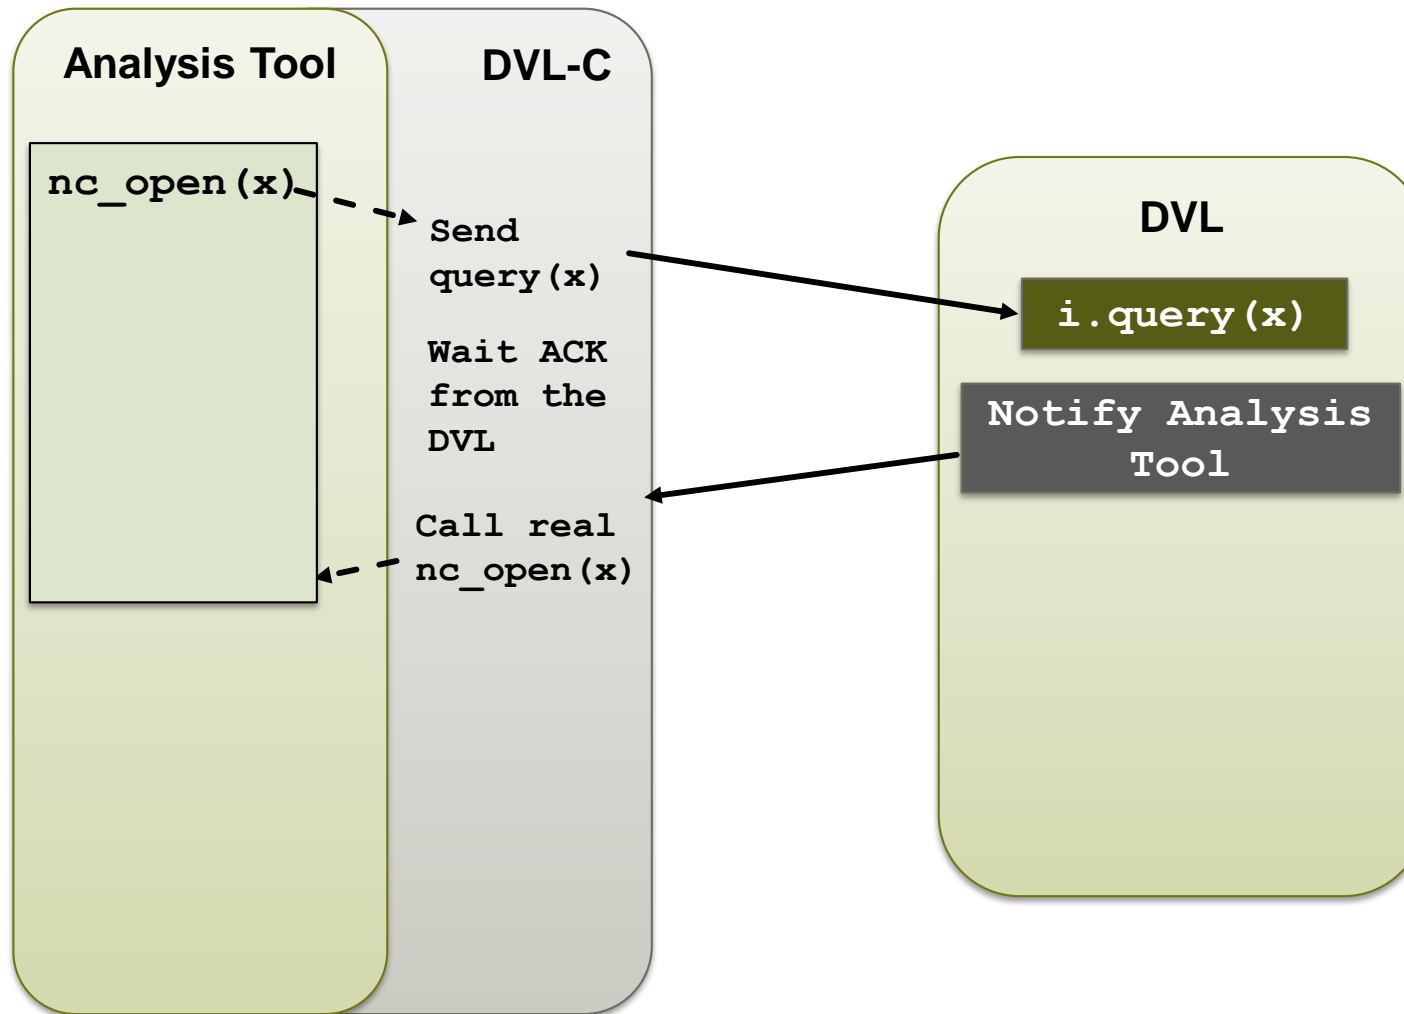 Analysis Tool
DVL-C
nc_open(x)
Send
query(x)
Wait ACK
from the
DVL
Call real
nc_open(x)
DVL
i.query(x)
Notify Analysis
Tool